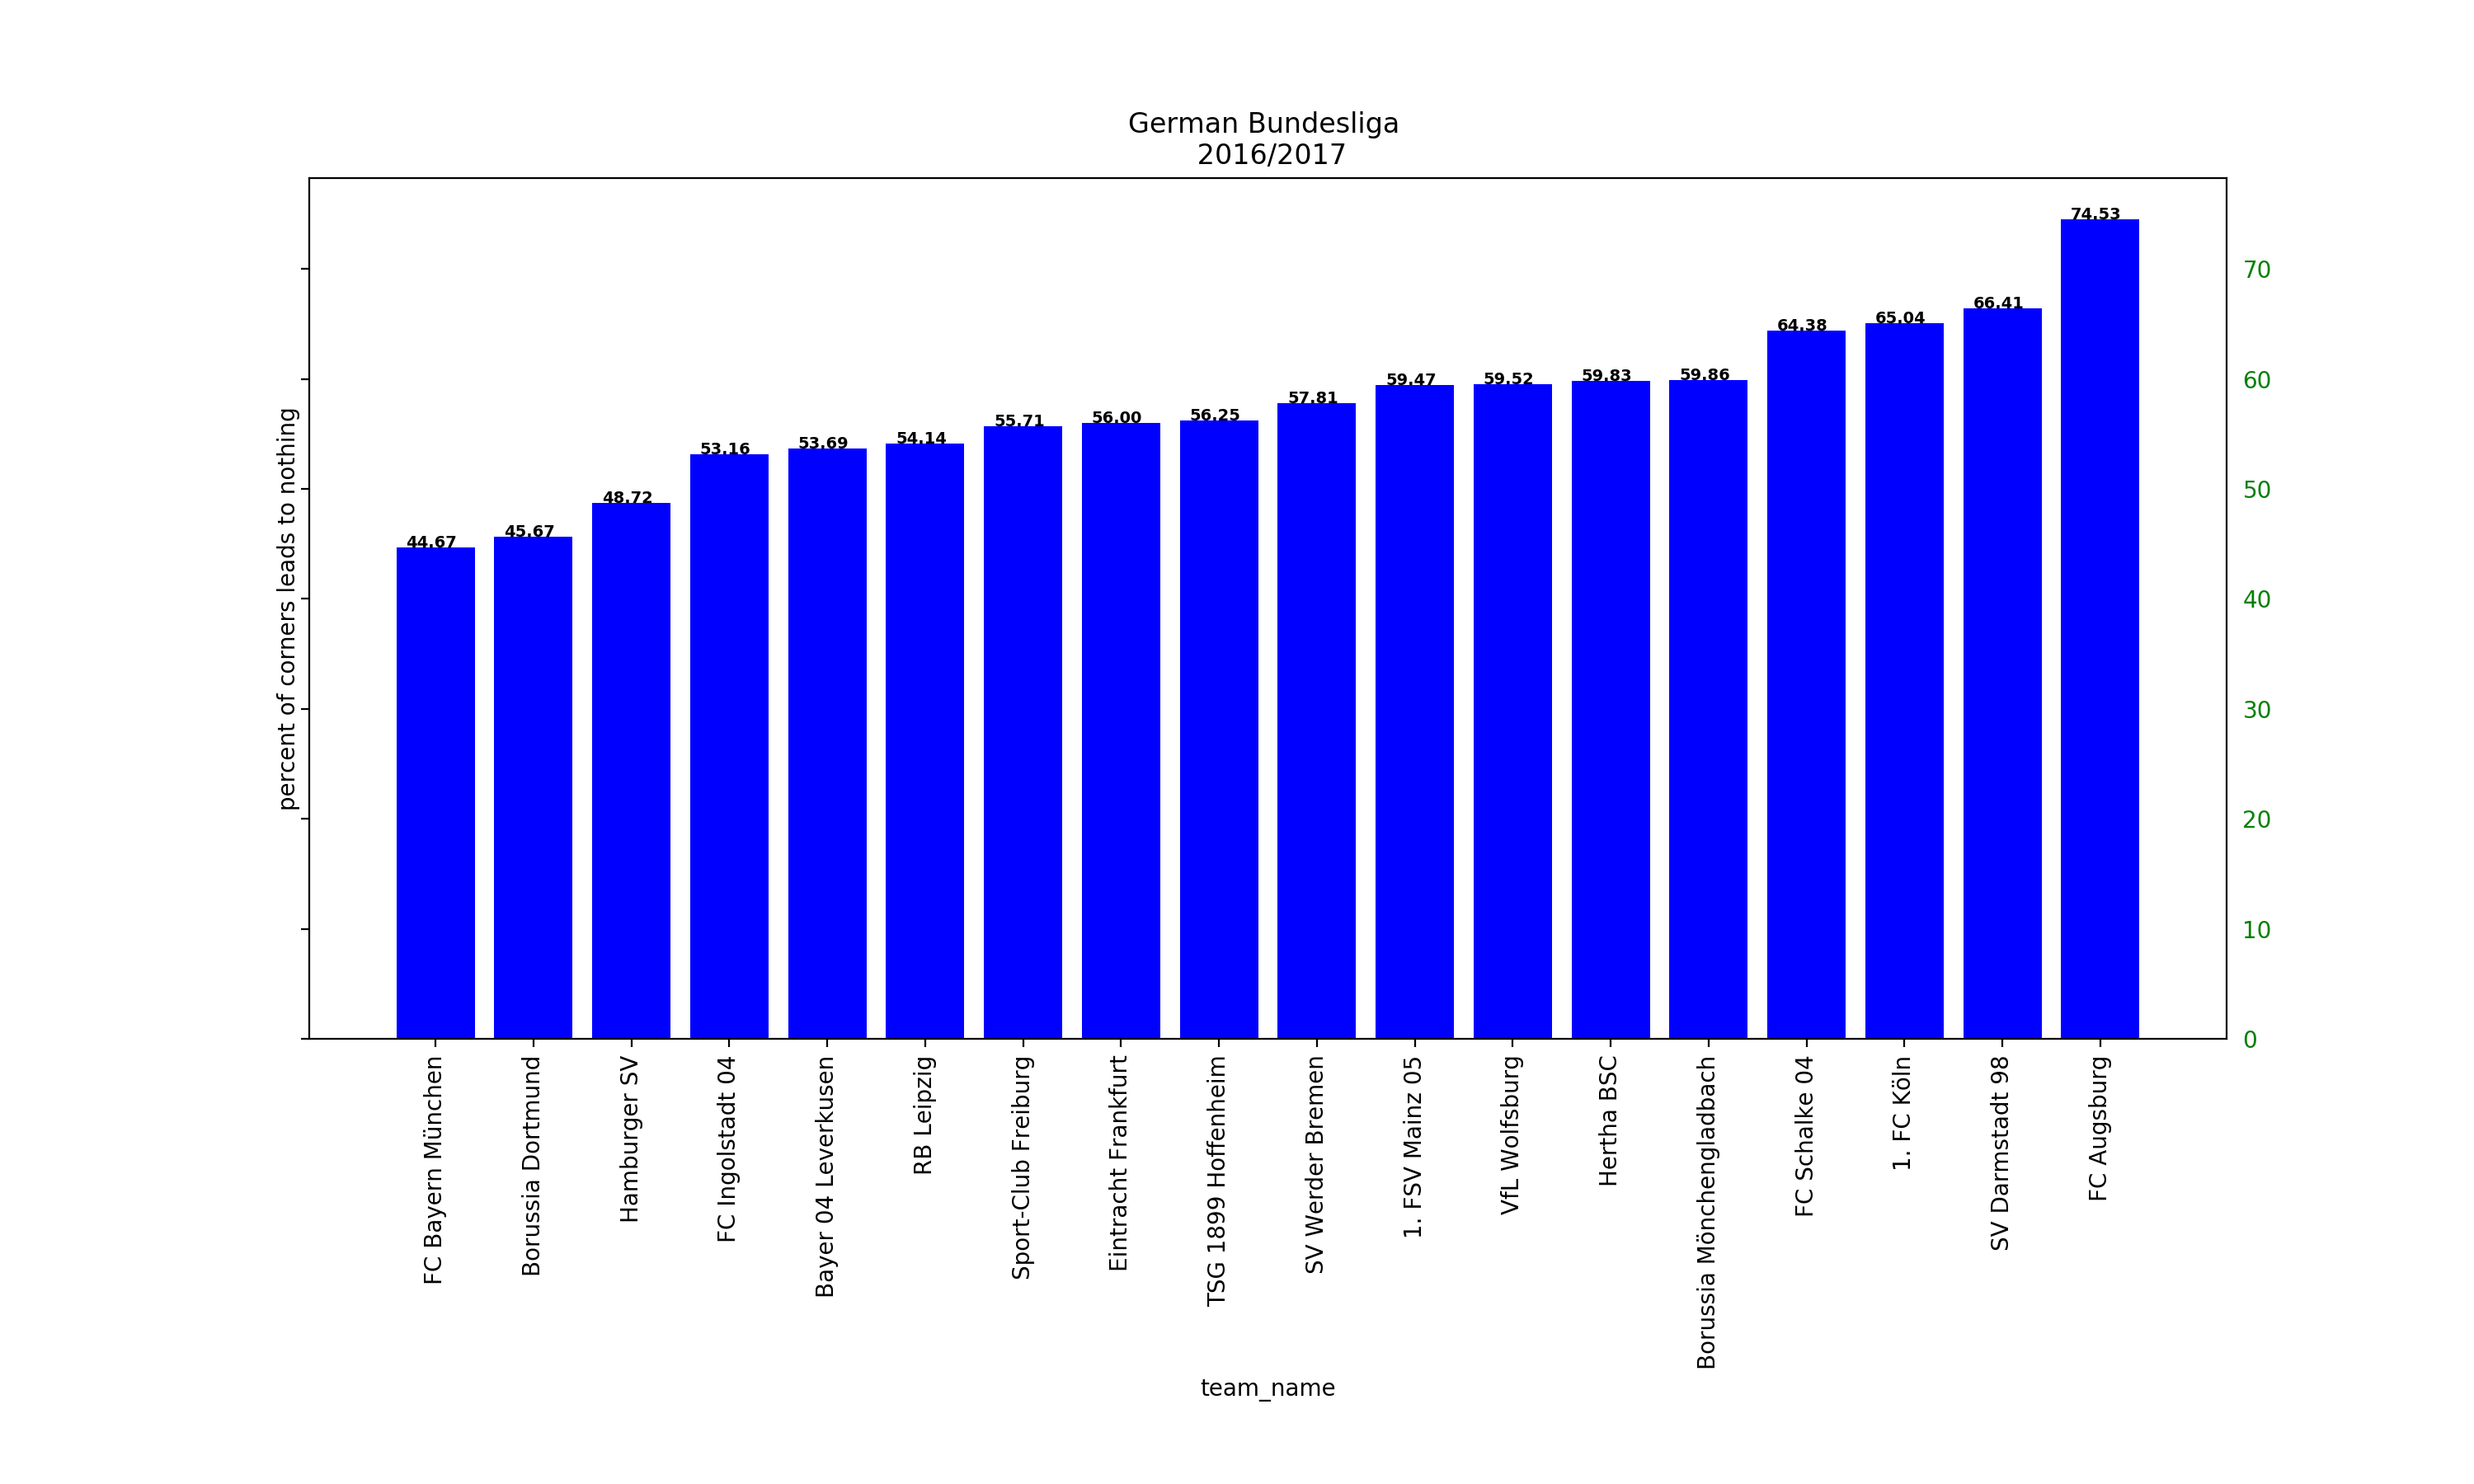 German Bundesliga
2016/2017
percent of corners leads to nothing
44.67
45.67
48.72
53.16
53.69
54.14
55.71
56.00
56.25
57.81
59.47
59.52
59.83
59.86
64.38
65.04
66.41
74.53
70
60
50
40
30
20
10
0
FC Bayern München
Borussia Dortmund
Hamburger SV
FC Ingolstadt 04
Bayer 04 Leverkusen
RB Leipzig
Sport-Club Freiburg
Eintracht Frankfurt
TSG 1899 Hoffenheim
SV Werder Bremen
1. FSV Mainz 05
VfL Wolfsburg
Hertha BSC
Borussia Mönchengladbach
FC Schalke 04
1. FC Köln
SV Darmstadt 98
FC Augsburg
team_name